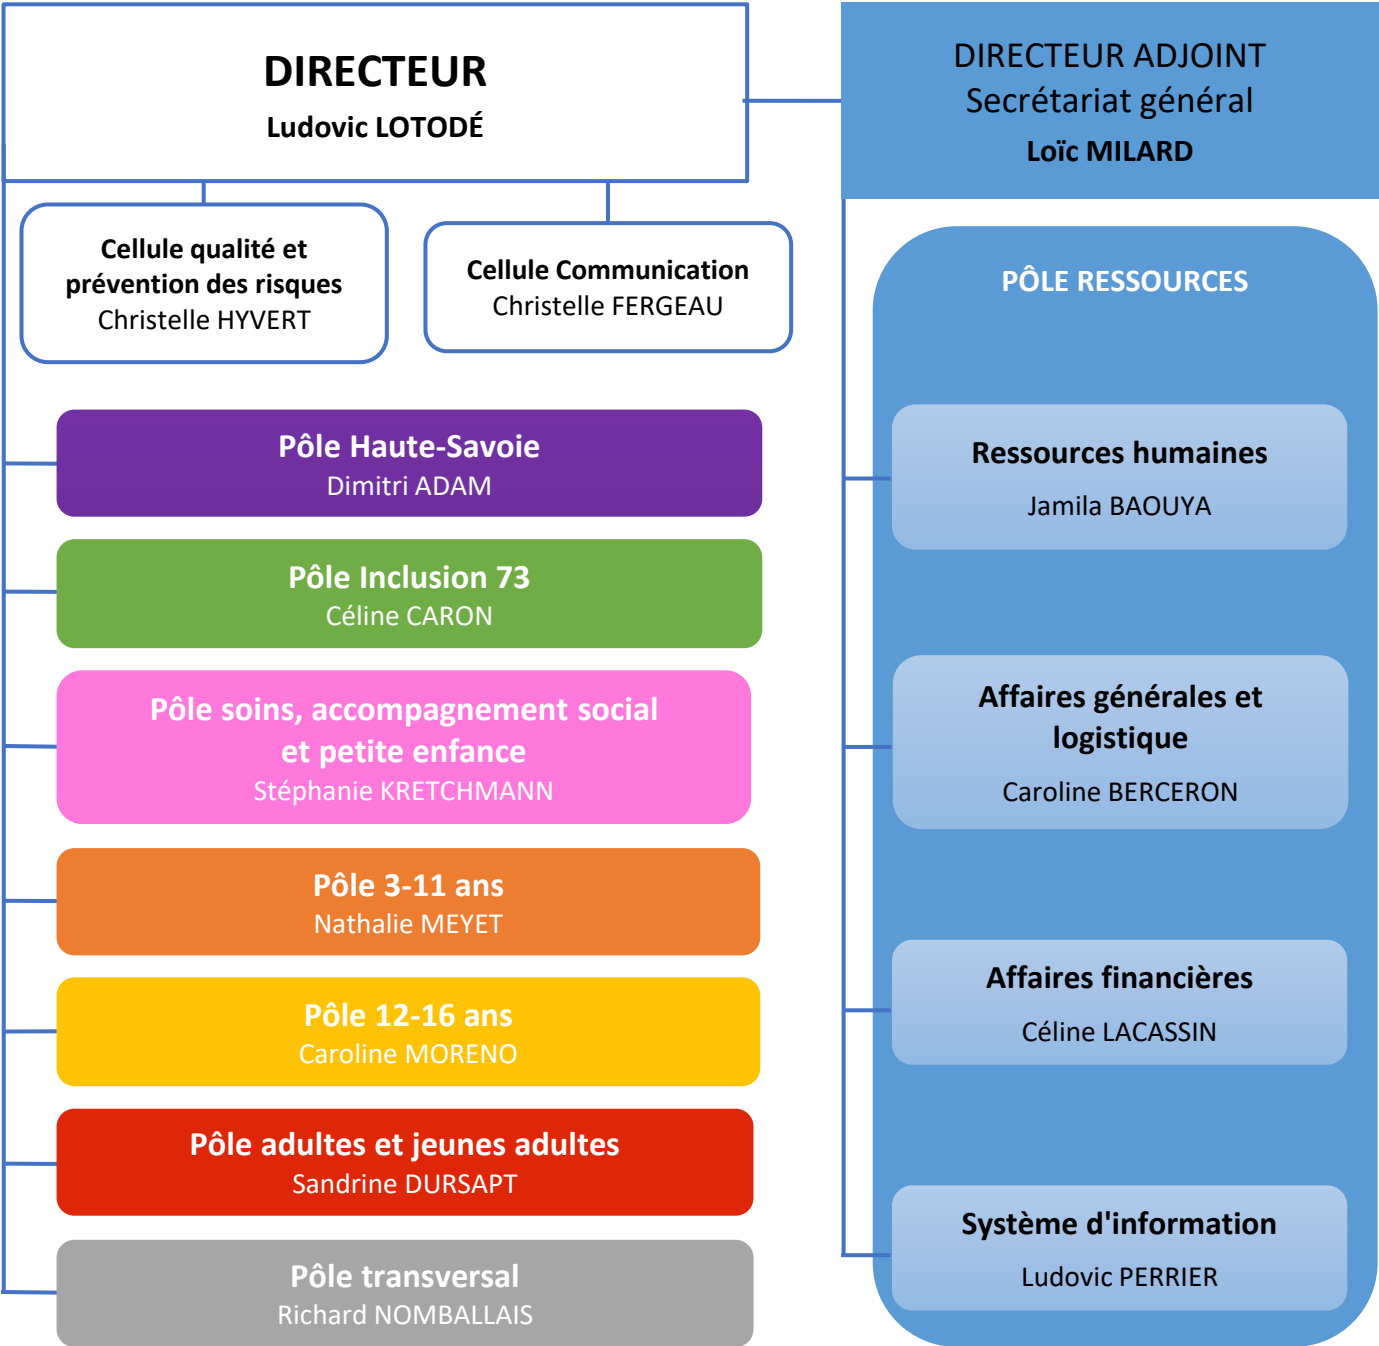 DIRECTEUR
Ludovic LOTODÉ
DIRECTEUR ADJOINT
Secrétariat général
Loïc MILARD
Cellule qualité et
prévention des risques
Christelle HYVERT
Cellule Communication
Christelle FERGEAU
Pôle Haute-Savoie
Dimitri ADAM
Pôle Inclusion 73
Céline CARON
Pôle soins, accompagnement social
et petite enfance
Stéphanie KRETCHMANN
Pôle 3-11 ans
Nathalie MEYET
Pôle 12-16 ans
Caroline MORENO
Pôle adultes et jeunes adultes
Sandrine DURSAPT
Pôle transversal
Richard NOMBALLAIS
PÔLE RESSOURCES
Ressources humaines
Jamila BAOUYA
Affaires générales et
logistique
Caroline BERCERON
Affaires financières
Céline LACASSIN
Système d'information
Ludovic PERRIER